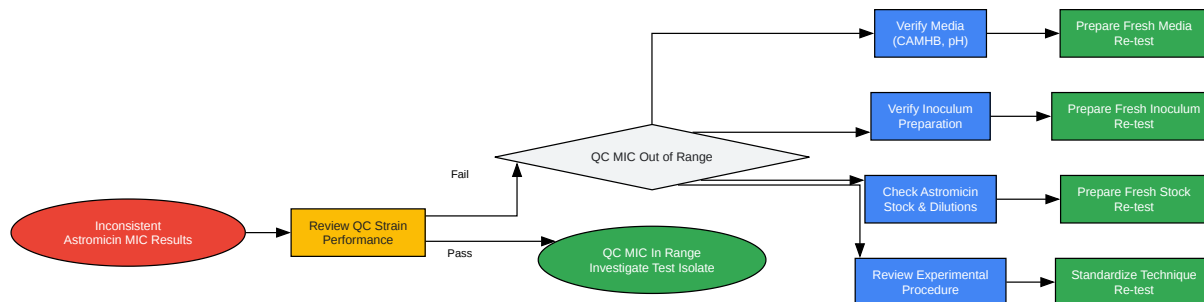 Inconsistent
Astromicin MIC Results
Review QC Strain
Performance
Fail
Pass
QC MIC Out of Range
QC MIC In Range
Investigate Test Isolate
Verify Media
(CAMHB, pH)
Prepare Fresh Media
Re-test
Verify Inoculum
Preparation
Prepare Fresh Inoculum
Re-test
Check Astromicin
Stock & Dilutions
Prepare Fresh Stock
Re-test
Review Experimental
Procedure
Standardize Technique
Re-test